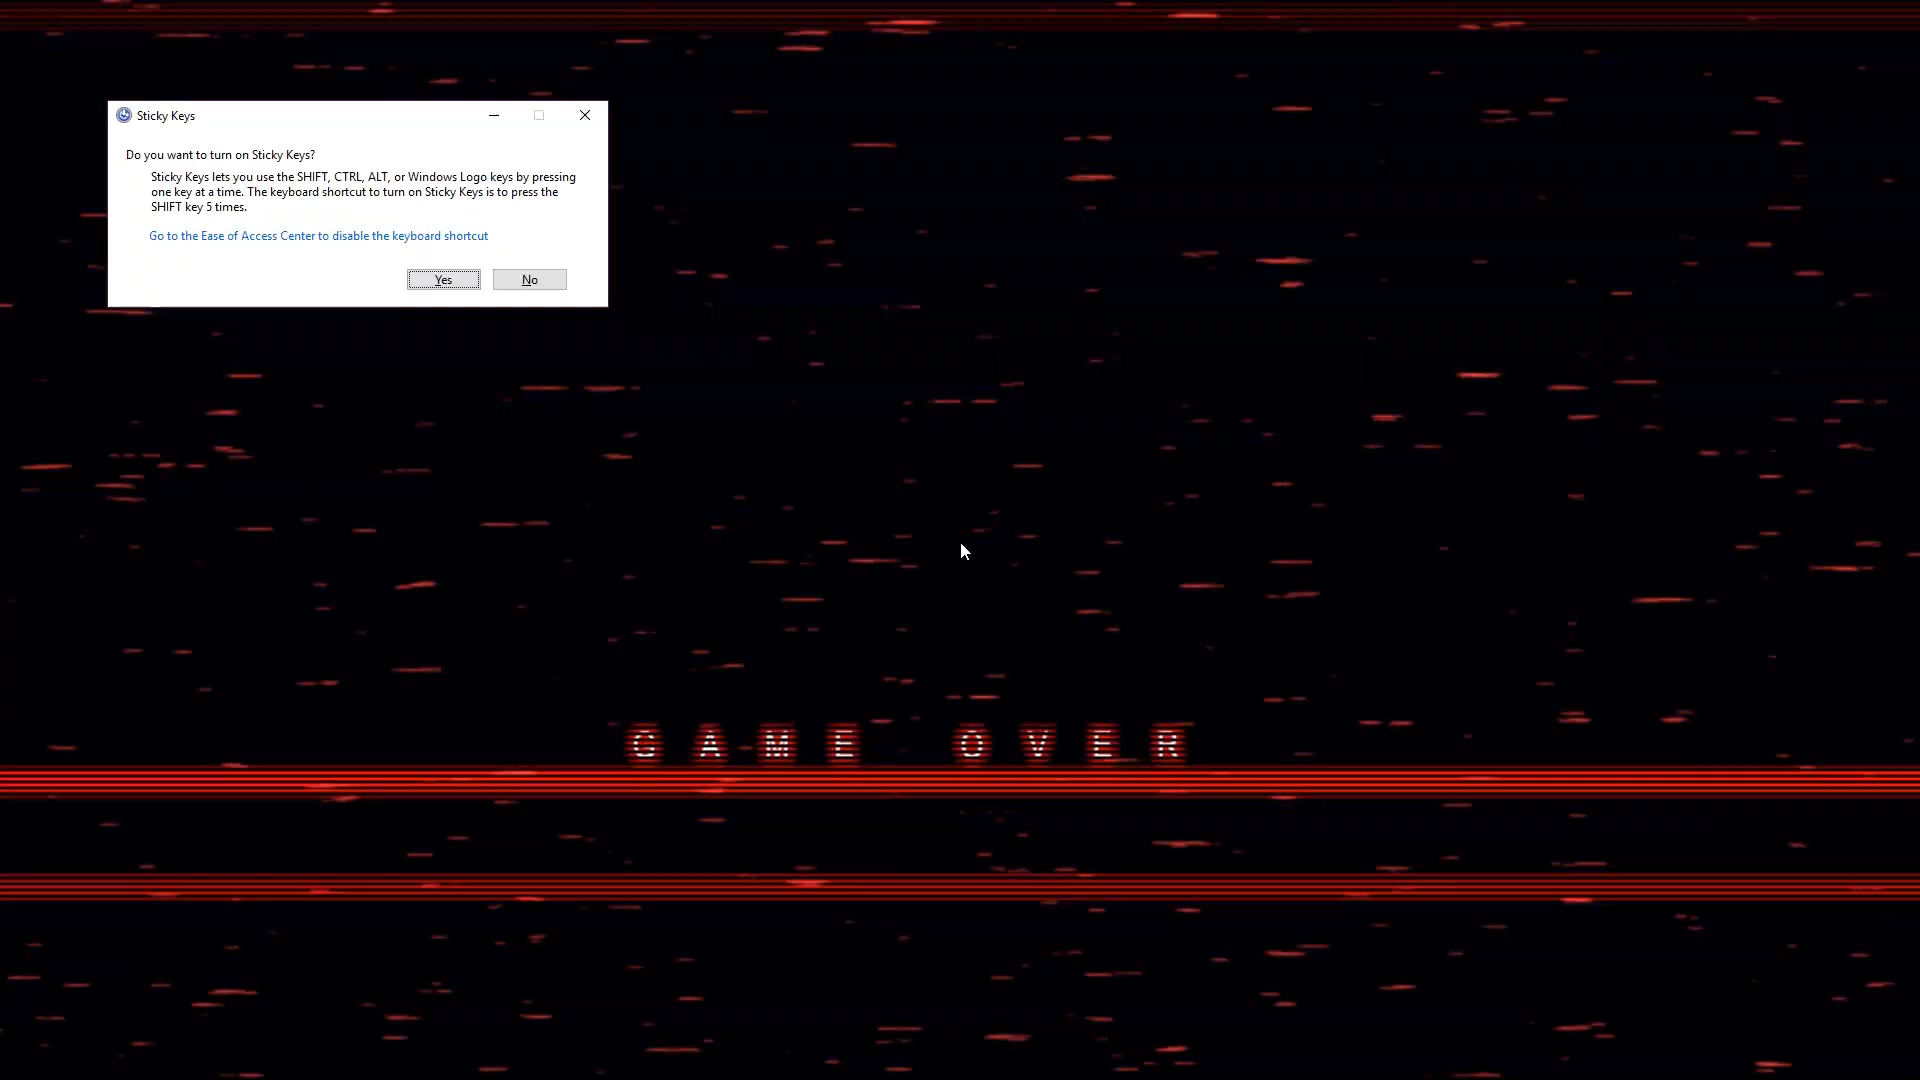 Sticky Keys
Do you want to turn on Sticky Keys?
Sticky Keys lets you use the SHIFT, CTRL, ALT, or Windows Logo keys by pressing
one key at a time. The keyboard shortcut to turn on Sticky Keys is to press the
SHIFT key 5 times.
Go to the Ease of Access Center to disable the keyboard shortcut
Yes No
GAME OVER